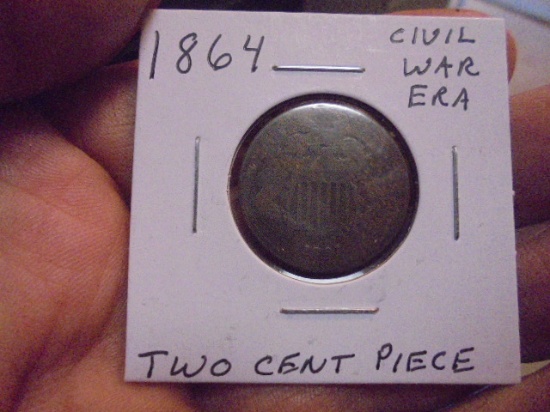 1864
CIVIL
WAR
ERA
TWO CENT PIECE